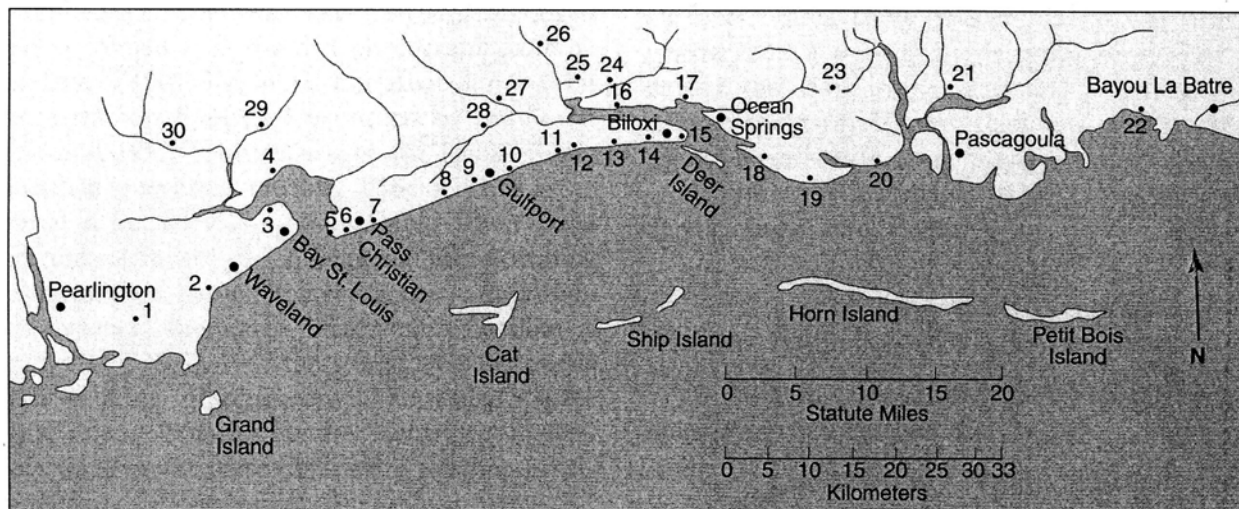 26
25
24
17
23
21
Bayou La Batre
29
27
16
30
28
Biloxi
15
Ocean
Springs
22
4
11
12
13
14
Deer
Island
18
19
20
Pascagoula
8
9
10
Gulfport
3
5
6
7
Pass
Christian
Bay St. Louis
2
Waveland
Pearlington
1
Cat
Island
Ship Island
Horn Island
Petit Bois
Island
N
Grand
Island
0 5 10 15 20
Statute Miles
0 5 10 15 20 25 30 33
Kilometers